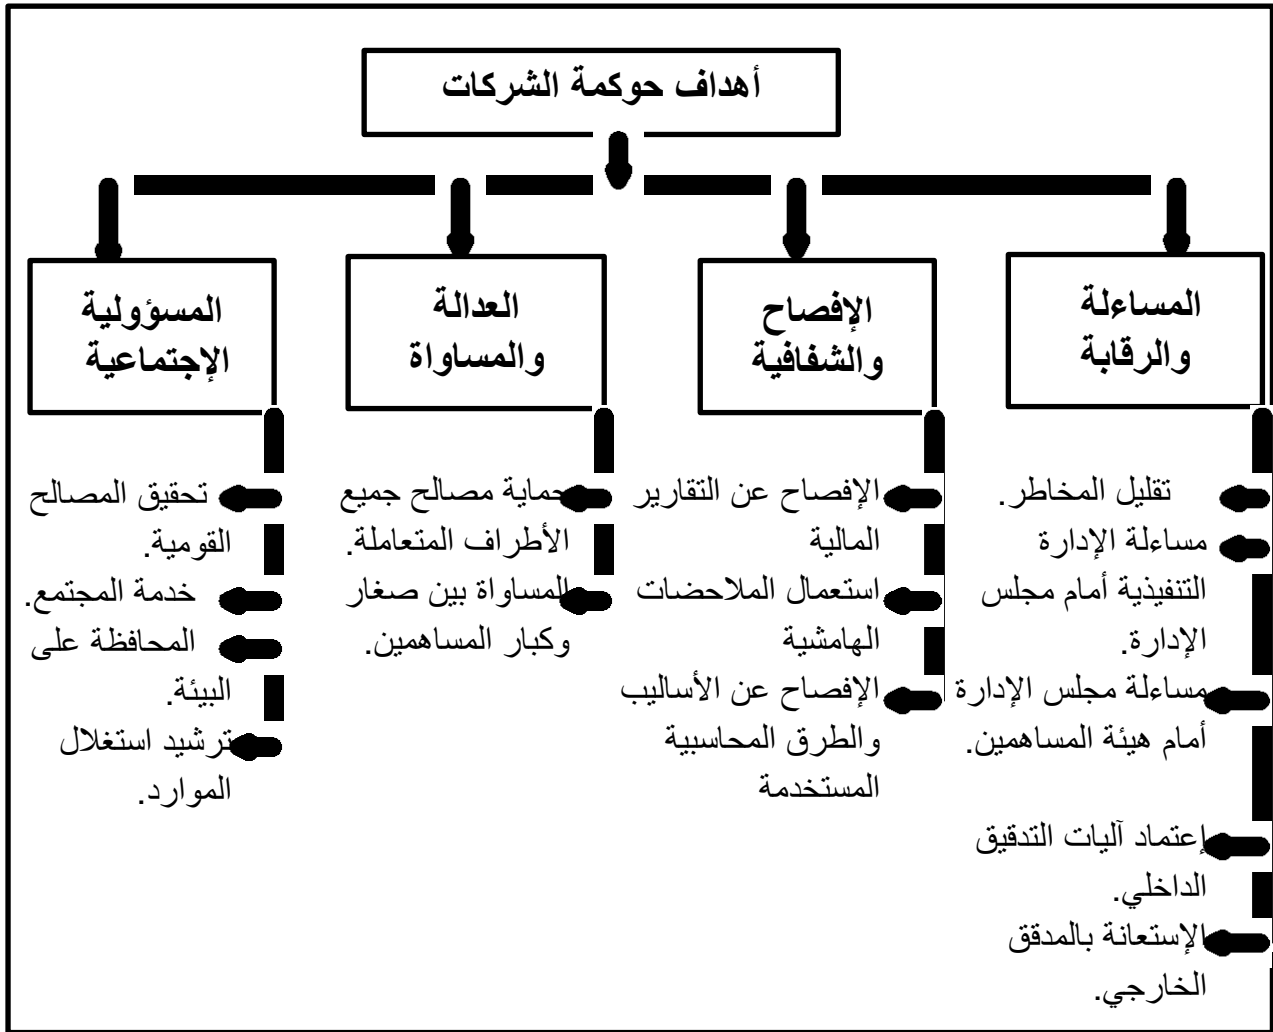 أهداف حوكمة الشركات
المساءلة
والرقابة
الإفصاح
والشفافية
العدالة
والمساواة
المسؤولية
الإجتماعية
تقليل المخاطر.
مساءلة الإدارة
التنفيذية أمام مجلس
الإدارة.
مساءلة مجلس الإدارة
أمام هيئة المساهمين.
إعتماد آليات التدقيق
الداخلي.
الإستعانة بالمدقق
الخارجي.
الإفصاح عن التقارير
المالية
استعمال الملاحضات
الهامشية
الإفصاح عن الأساليب
والطرق المحاسبية
المستخدمة
حماية مصالح جميع
الأطراف المتعاملة.
المساواة بين صغار
وكبار المساهمين.
تحقيق المصالح
القومية.
خدمة المجتمع.
المحافظة على
البيئة.
ترشيد استغلال
الموارد.